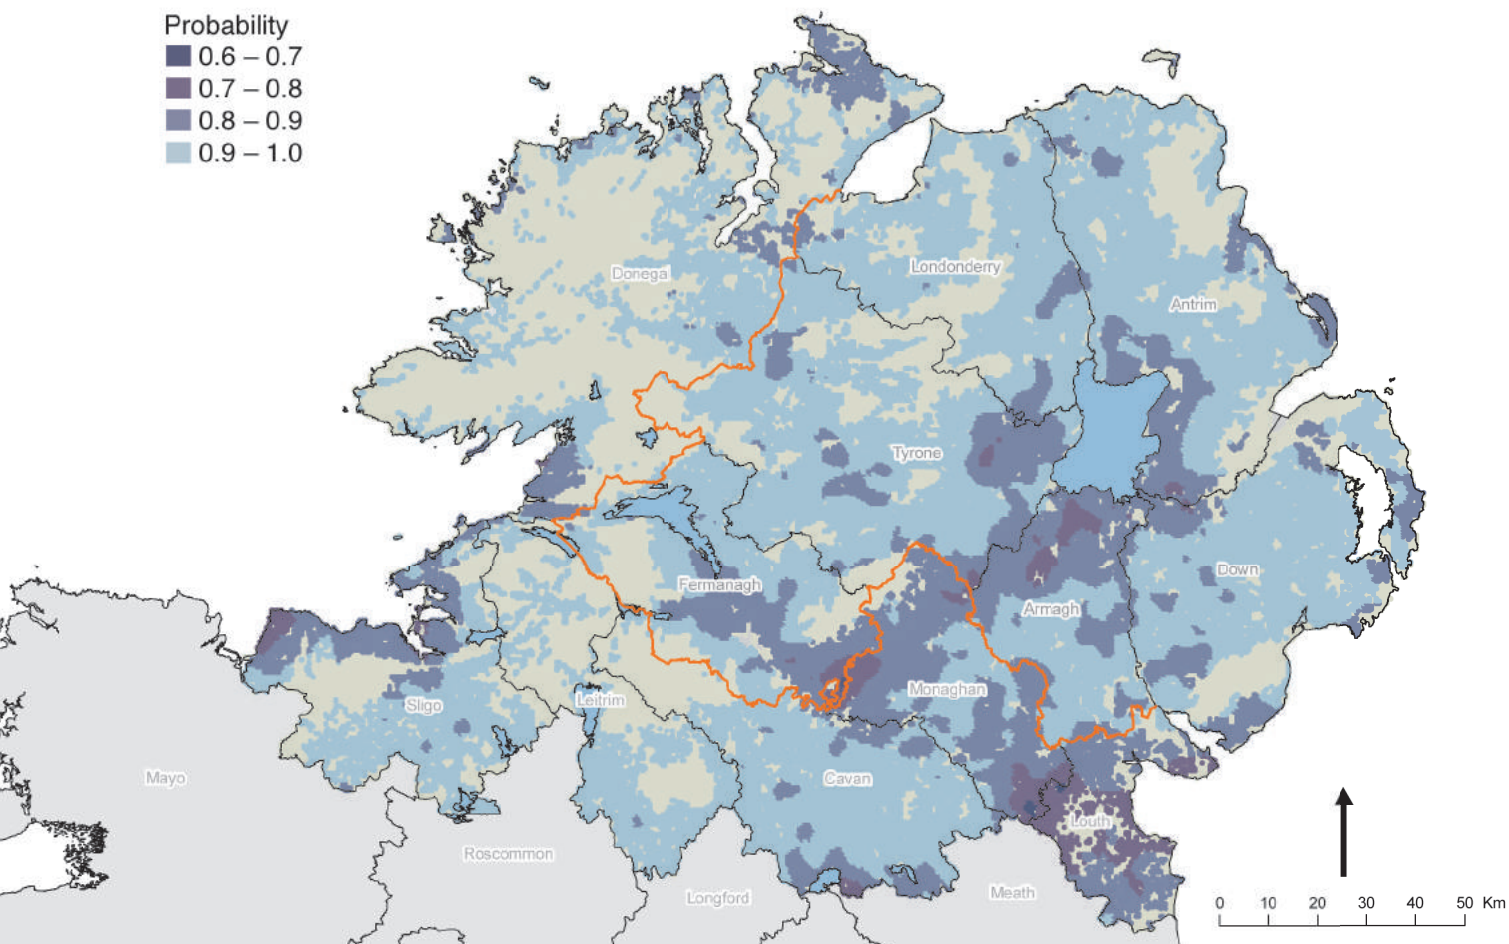 Probability
0.6 – 0.7
0.7 – 0.8
0.8 – 0.9
0.9 – 1.0
Donega
Londonderry
Antrim
Tyrone
Fermanagh
Down
Armagh
Monaghan
Leitrim
Sligo
Mayo
Cavan
Louth
Roscommon
Longford
Meath
0 10 20 30 40 50 Km